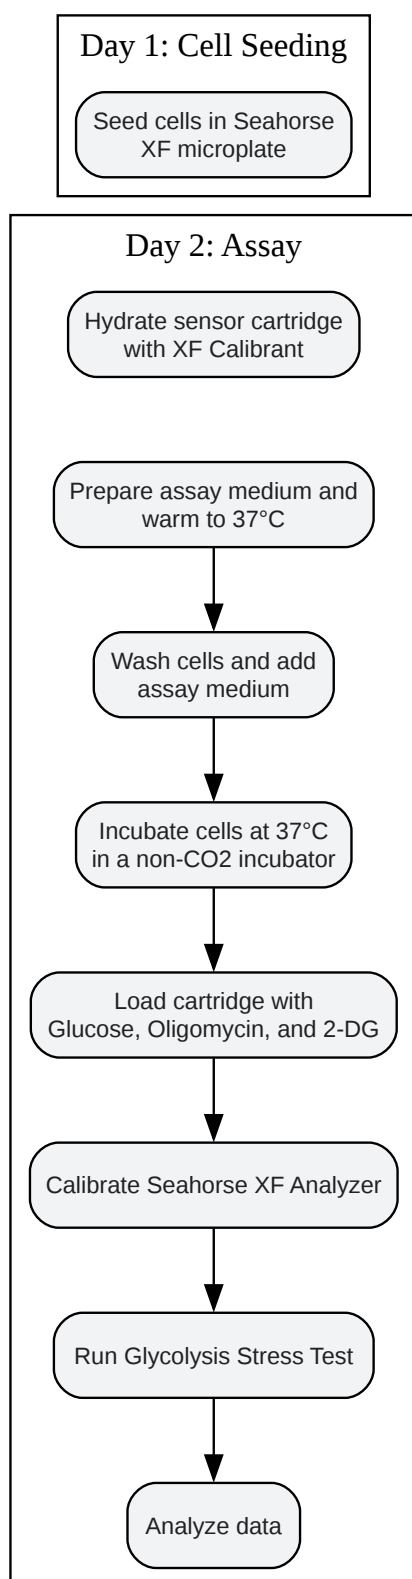 Day 1: Cell Seeding
Seed cells in Seahorse
XF microplate
Day 2: Assay
Hydrate sensor cartridge
with XF Calibrant
Prepare assay medium and
warm to 37°C
Wash cells and add
assay medium
Incubate cells at 37°C
in a non-CO2 incubator
Load cartridge with
Glucose, Oligomycin, and 2-DG
Calibrate Seahorse XF Analyzer
Run Glycolysis Stress Test
Analyze data